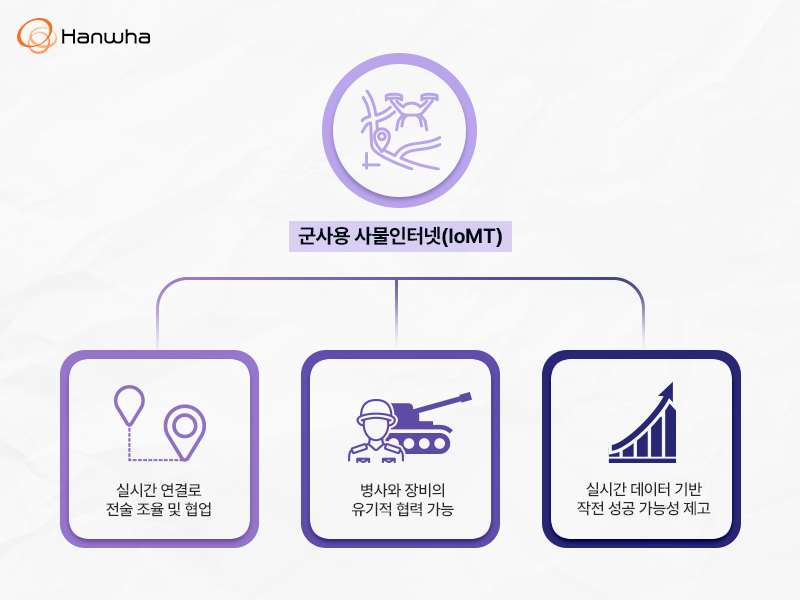 Hanwha
군사용 사물인터넷(IoMT)
실시간 연결로
전술 조율 및 협업
병사와 장비의
유기적 협력 가능
실시간 데이터 기반
작전 성공 가능성 제고